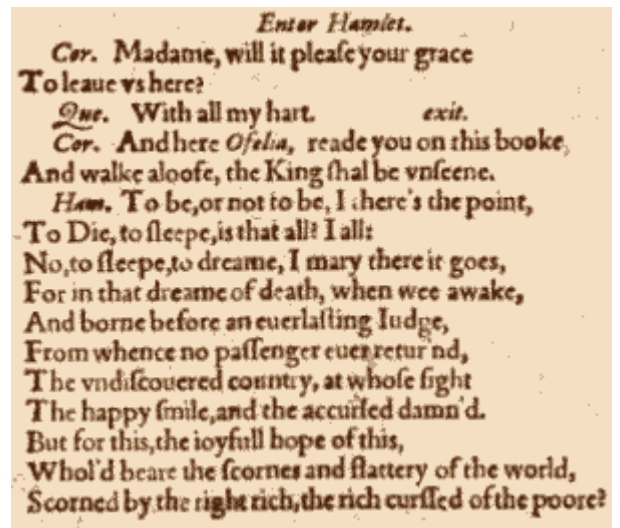 Enter Hamlet.
Cor. Madame, will it pleaſe your grace
To leaue vs here?
Que. With all my hart. exit.
Cor. And here Ofelia, reade you on this booke,
And walke aloofe, the King ſhal be vnſeene.
Ham. To be, or not to be, I there's the point,
To Die, to ſleepe, is that all? I all:
No, to ſleepe, to dreame, I mary there it goes,
For in that dreame of death, when wee awake,
And borne before an euerlaſting Iudge,
From whence no paſſenger euer retur'nd,
The vndiſcouered country, at whoſe ſight
The happy ſmile, and the accurſed damn'd.
But for this, the ioyfull hope of this,
Whol'd beare the ſcornes and flattery of the world,
Scorned by the right rich, the rich curſſed of the poore?